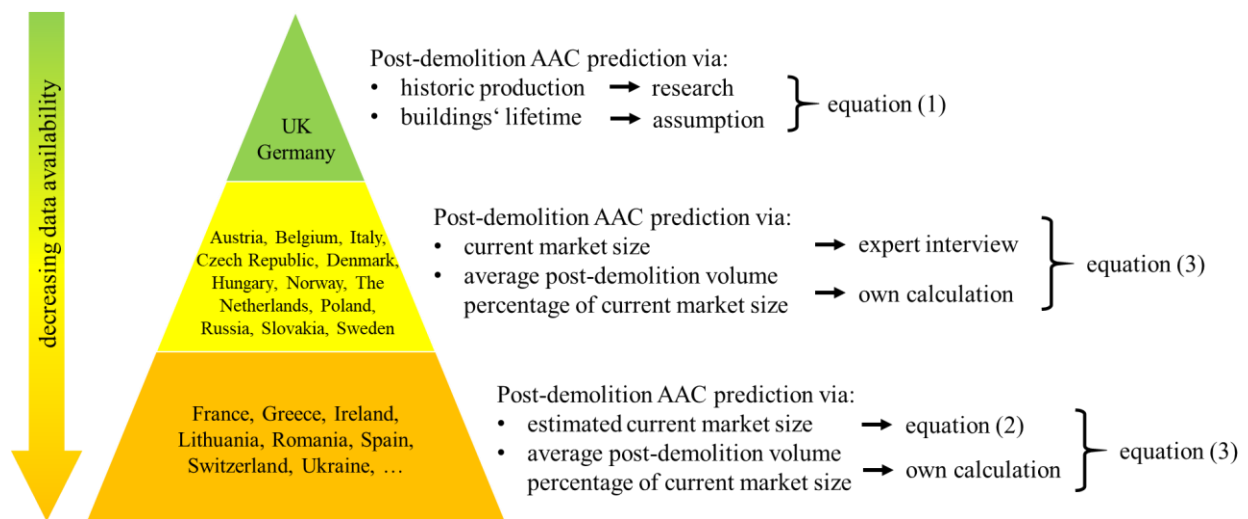 decreasing data availability
UK
Germany
Post-demolition AAC prediction via:
• historic production → research
• buildings‘ lifetime → assumption
equation (1)
Austria, Belgium, Italy,
Czech Republic, Denmark,
Hungary, Norway, The
Netherlands, Poland,
Russia, Slovakia, Sweden
Post-demolition AAC prediction via:
• current market size → expert interview
• average post-demolition volume
percentage of current market size → own calculation
equation (3)
France, Greece, Ireland,
Lithuania, Romania, Spain,
Switzerland, Ukraine, …
Post-demolition AAC prediction via:
• estimated current market size → equation (2)
• average post-demolition volume
percentage of current market size → own calculation
equation (3)